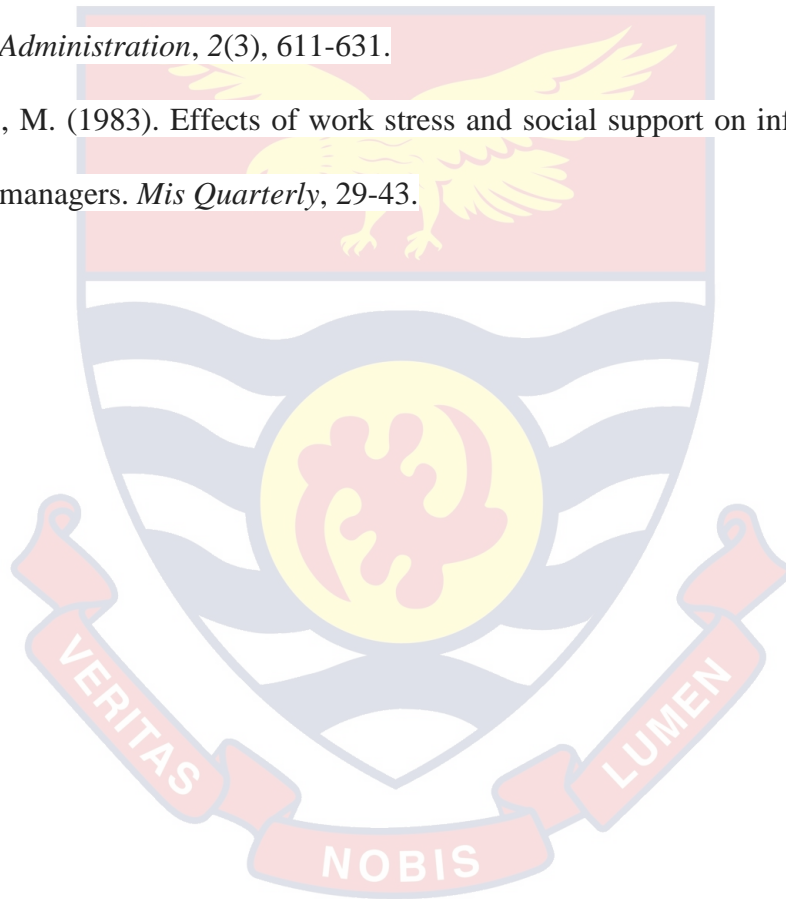 Administration, 2(3), 611-631.
, M. (1983). Effects of work stress and social support on
managers. Mis Quarterly, 29-43.
VERITAS
NOBIS
LUMEN